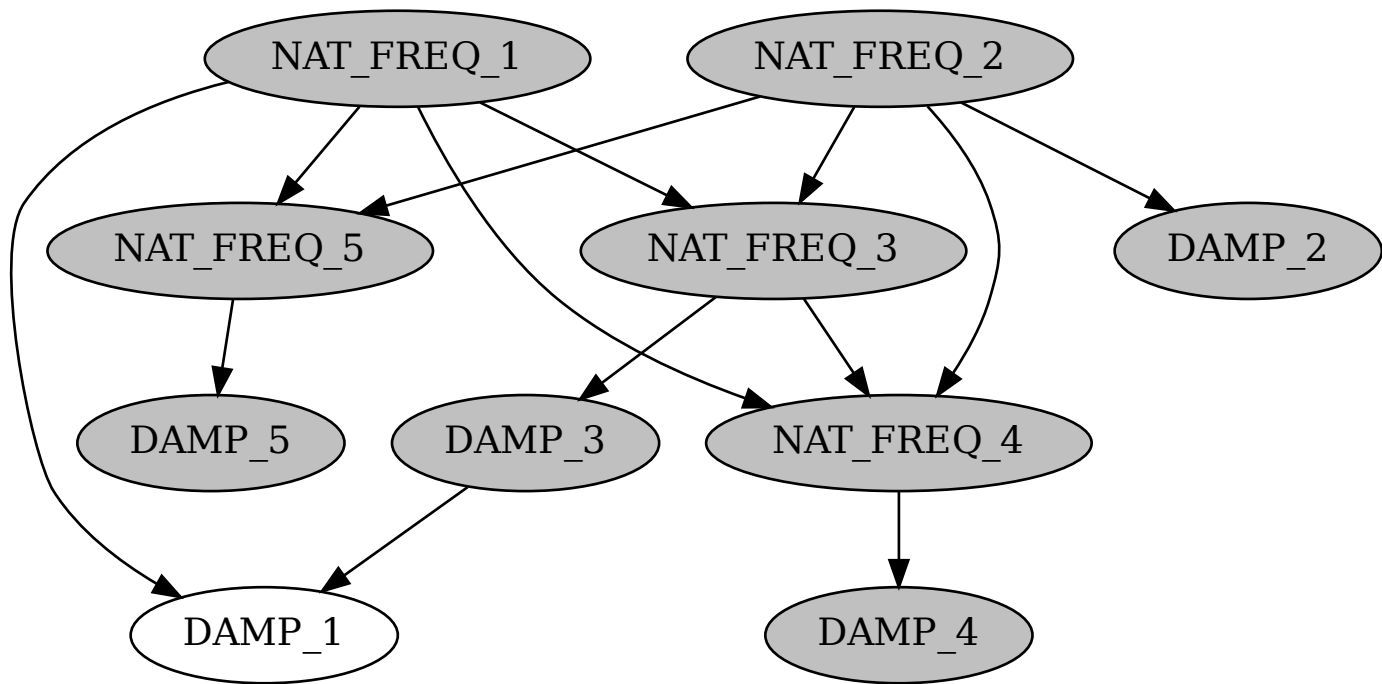 NAT_FREQ_1
NAT_FREQ_2
NAT_FREQ_5
NAT_FREQ_3
DAMP_2
DAMP_5
DAMP_3
NAT_FREQ_4
DAMP_1
DAMP_4